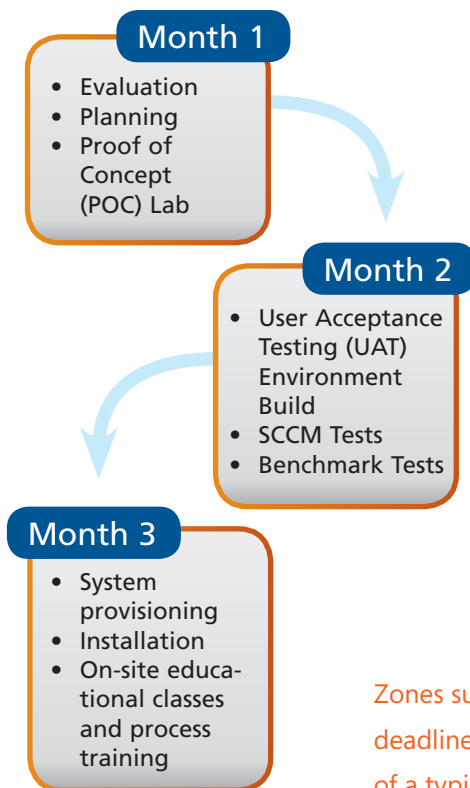 Month 1
• Evaluation
• Planning
• Proof of
Concept
(POC) Lab
Month 2
• User Acceptance
Testing (UAT)
Environment
Build
• SCCM Tests
• Benchmark Tests
Month 3
• System
provisioning
• Installation
• On-site educa-
tional classes
and process
training
Zones
deadline
of a